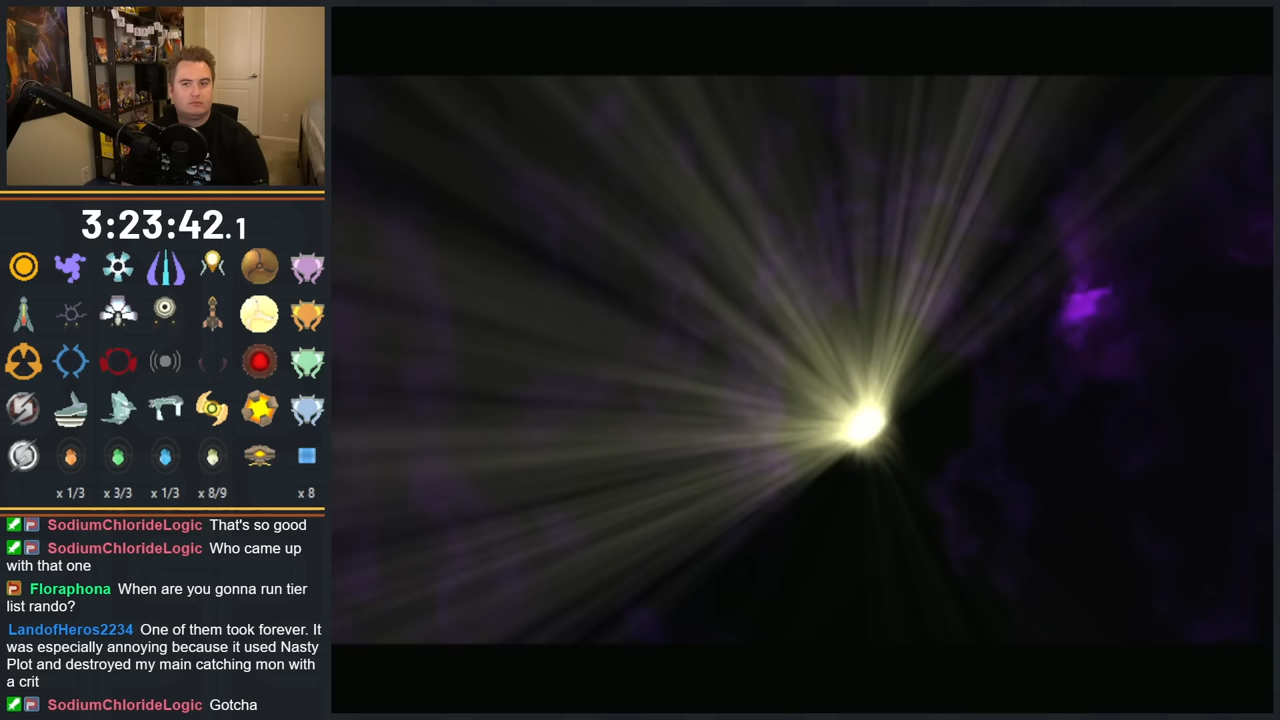 3:23:42.1
x 1/3 x 3/3 x 1/3 x 8/9 x 8
SodiumChlorideLogic That's so good
SodiumChlorideLogic Who came up
with that one
Floraphona When are you gonna run tier
list rando?
LandofHeros2234 One of them took forever. It
was especially annoying because it used Nasty
Plot and destroyed my main catching mon with
a crit
SodiumChlorideLogic Gotcha